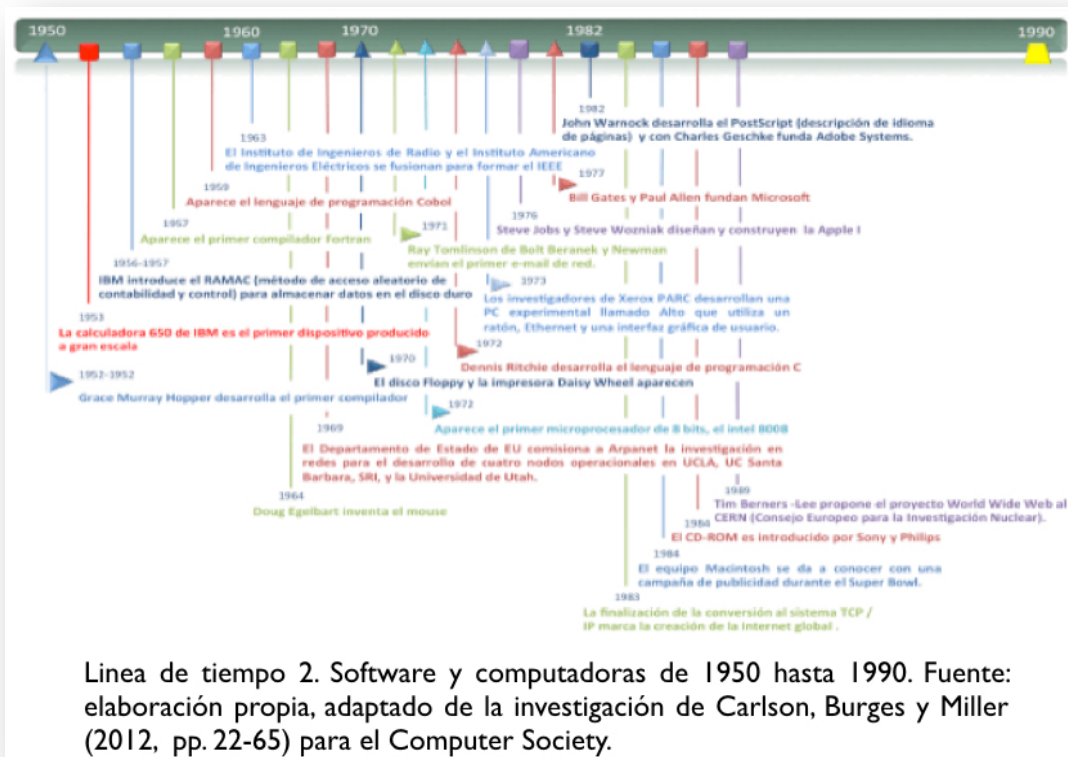 1950
1960
1970
1982
1990
1982
John Warnock desarrolla el PostScript (descripción de idioma
de páginas) y con Charles Geschke funda Adobe Systems.
1963
El Instituto de Ingenieros de Radio y el Instituto Americano
de Ingenieros Eléctricos se fusionan para formar el IEEE
1977
Bill Gates y Paul Allen fundan Microsoft
1959
Aparece el lenguaje de programación Cobol
1976
Steve Jobs y Steve Wozniak diseñan y construyen la Apple I
1957
Aparece el primer compilador Fortran
1971
Ray Tomlinson de Bolt Beranek y Newman
envían el primer e-mail de red.
1956-1957
IBM introduce el RAMAC (método de acceso aleatorio de
contabilidad y control) para almacenar datos en el disco duro
1973
Los investigadores de Xerox PARC desarrollan una
PC experimental llamado Alto que utiliza un
ratón, Ethernet y una interfaz gráfica de usuario.
1953
La calculadora 650 de IBM es el primer dispositivo producido
a gran escala
1972
Dennis Ritchie desarrolla el lenguaje de programación C
1970
El disco Floppy y la impresora Daisy Wheel aparecen
1952-1952
Grace Murray Hopper desarrolla el primer compilador
1972
Aparece el primer microprocesador de 8 bits, el intel 8008
1969
El Departamento de Estado de EU comisiona a Arpanet la investigación en
redes para el desarrollo de cuatro nodos operacionales en UCLA, UC Santa
Barbara, SRI, y la Universidad de Utah.
1964
Doug Egelbart inventa el mouse
1989
Tim Berners -Lee propone el proyecto World Wide Web al
CERN (Consejo Europeo para la Investigación Nuclear).
1984
El CD-ROM es introducido por Sony y Philips
1984
El equipo Macintosh se da a conocer con una
campaña de publicidad durante el Super Bowl.
1983
La finalización de la conversión al sistema TCP /
IP marca la creación de la Internet global .
Linea de tiempo 2. Software y computadoras de 1950 hasta 1990. Fuente:
elaboración propia, adaptado de la investigación de Carlson, Burges y Miller
(2012, pp. 22-65) para el Computer Society.